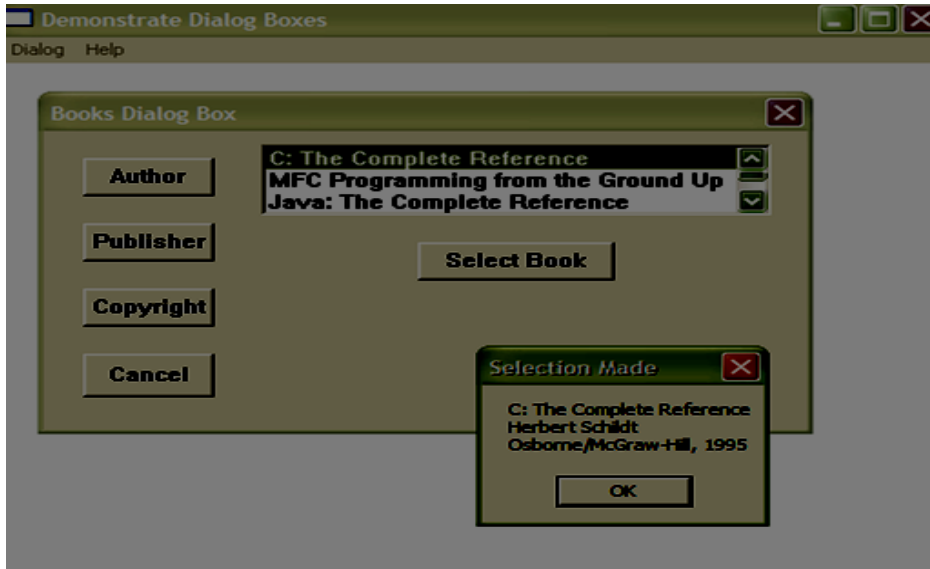 Demonstrate Dialog Boxes
Dialog Help
Books Dialog Box
Author
C: The Complete Reference
MFC Programming from the Ground Up
Java: The Complete Reference
Publisher
Select Book
Copyright
Cancel
Selection Made
C: The Complete Reference
Herbert Schildt
Osborne/McGraw-Hill, 1995
OK